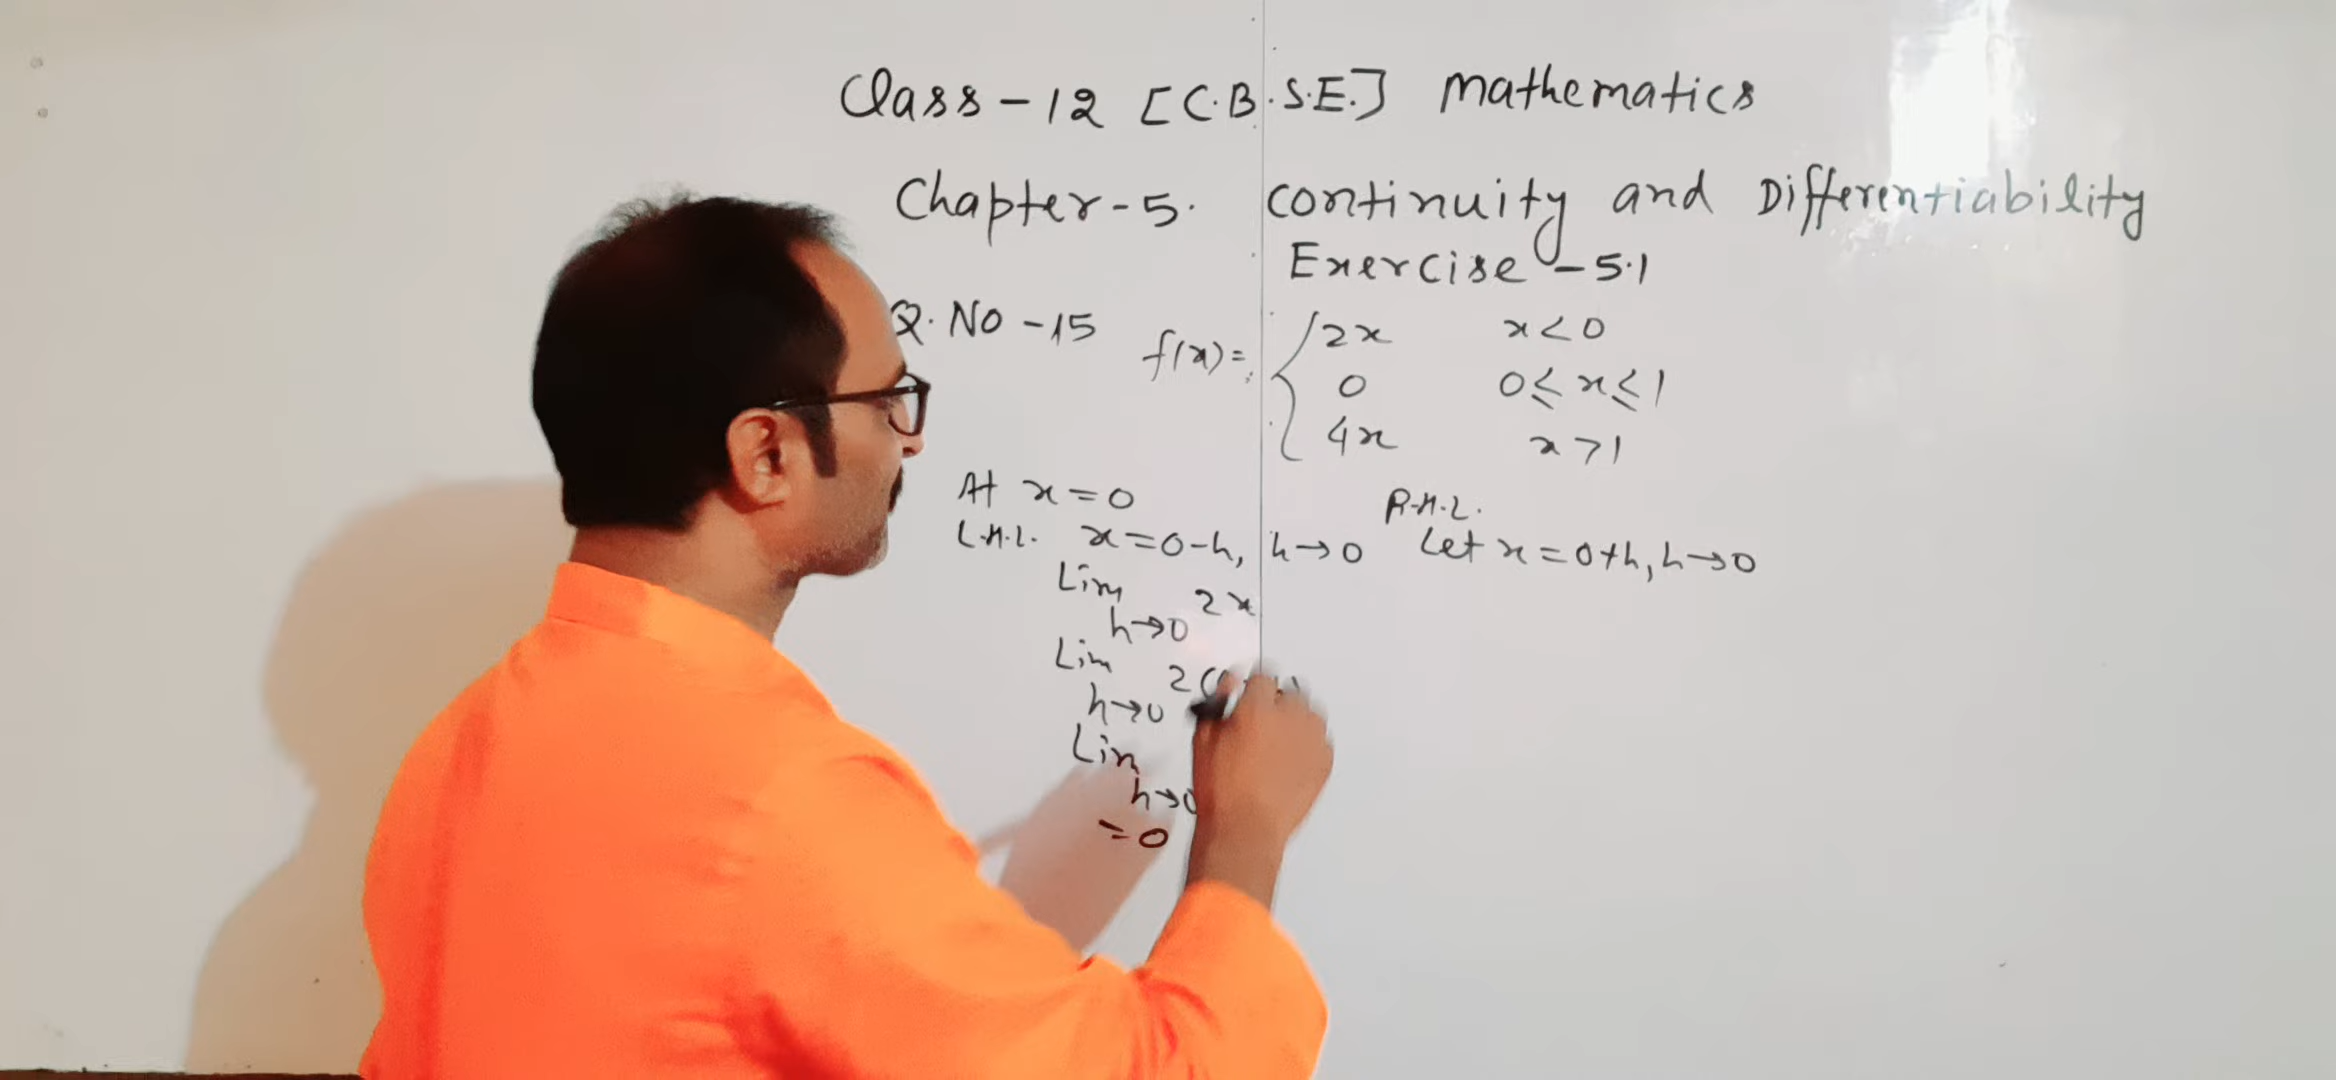 Class-12 [C.B.S.E.] Mathematics
Chapter-5. Continuity and Differentiability
Exercise-5.1
Q.No-15 f(x)= { 2x x<0
0 0≤x≤1
4x x>1
At x=0
L.H.L. x=0-h, h→0
Lim h→0 2x
Lim h→0 2(
Lim h→0
=0
R.H.L.
Let x=0+h, h→0